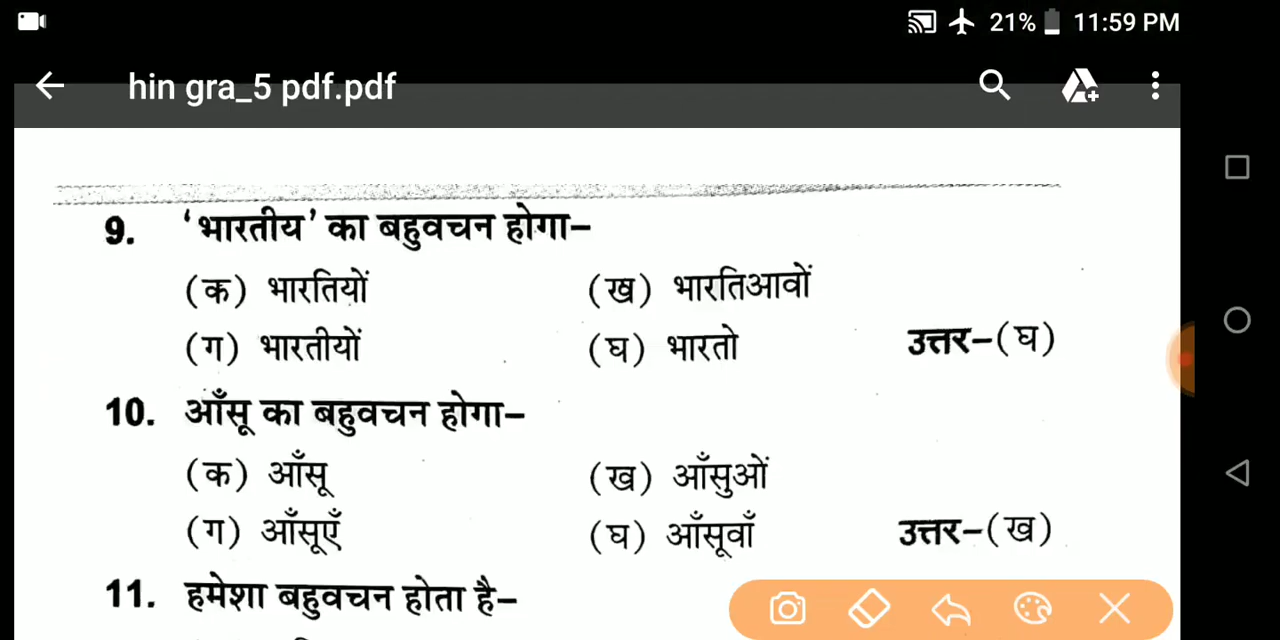 21% 11:59 PM
hin gra_5 pdf.pdf
9. ‘भारतीय’ का बहुवचन होगा–
(क) भारतियों (ख) भारतिआवों
(ग) भारतीयों (घ) भारतो उत्तर–(घ)
10. आँसू का बहुवचन होगा–
(क) आँसू (ख) आँसुओं
(ग) आँसूएँ (घ) आँसूवाँ उत्तर–(ख)
11. हमेशा बहुवचन होता है–